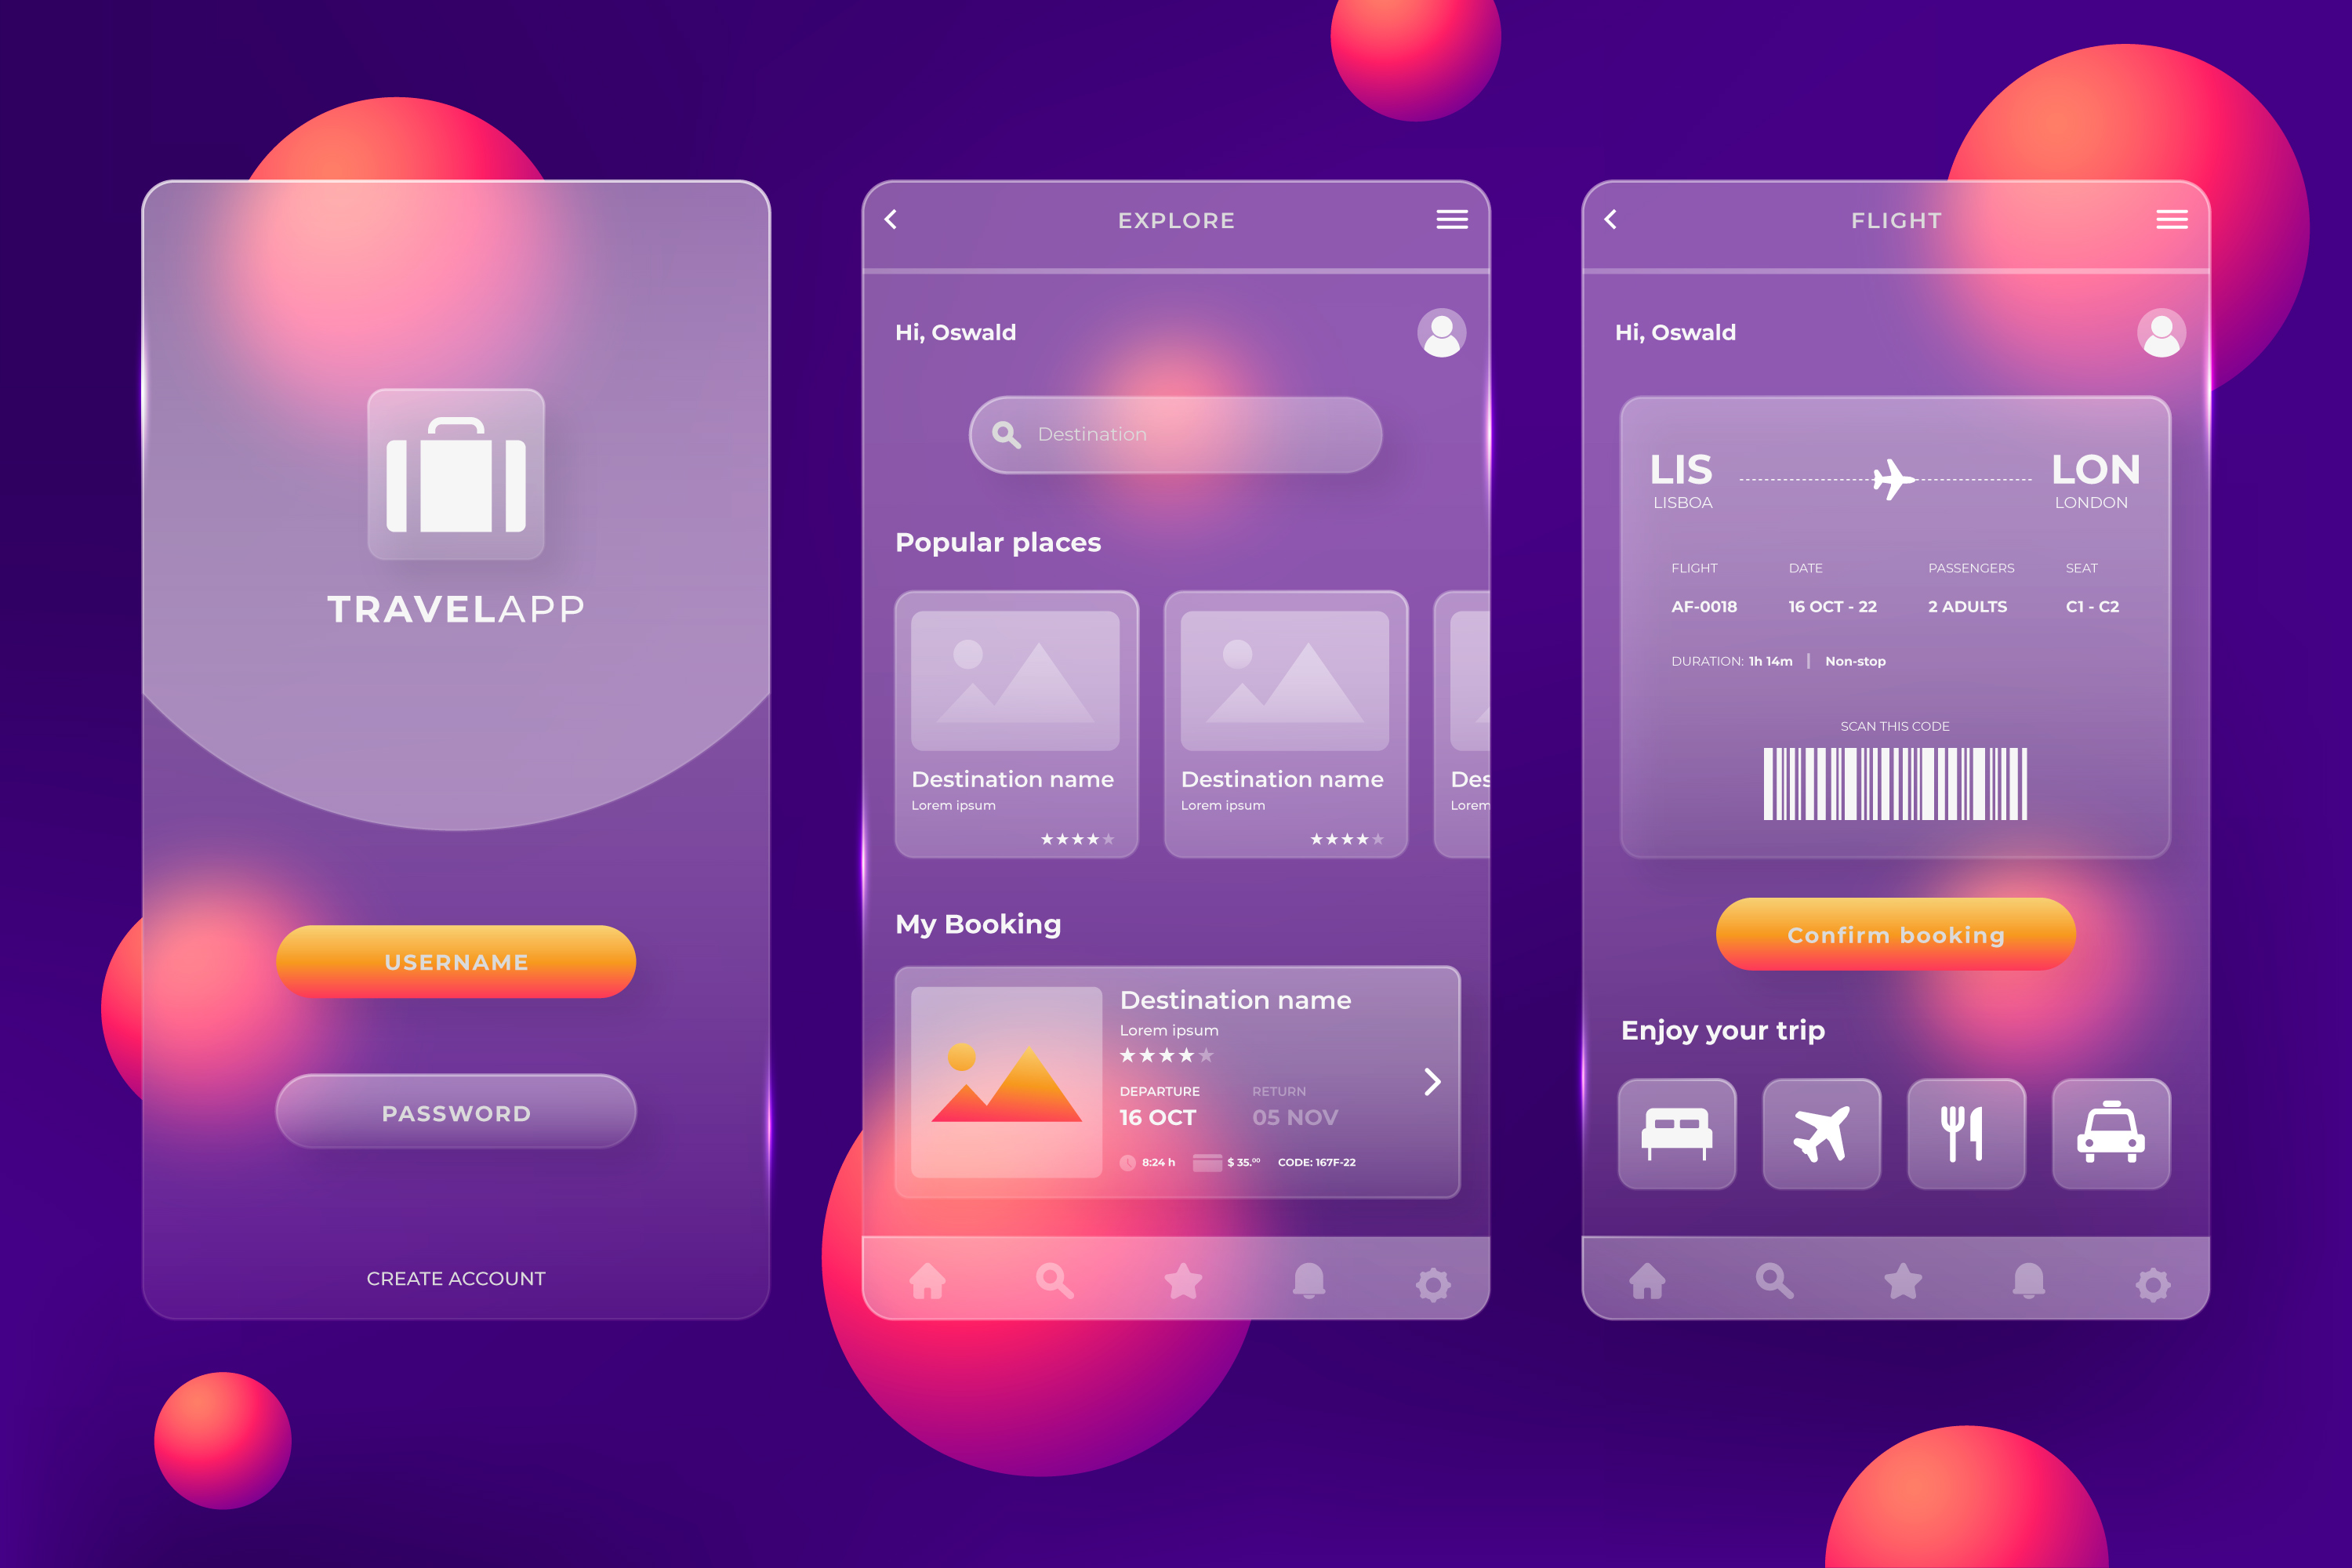 TRAVELAPP
USERNAME
PASSWORD
CREATE ACCOUNT
EXPLORE
Hi, Oswald
Destination
Popular places
Destination name
Lorem ipsum
Destination name
Lorem ipsum
Des
Lorem
My Booking
Destination name
Lorem ipsum
DEPARTURE RETURN
16 OCT 05 NOV
8:24 h $ 35.00 CODE: 167F-22
FLIGHT
Hi, Oswald
LIS LON
LISBOA LONDON
FLIGHT DATE PASSENGERS SEAT
AF-0018 16 OCT - 22 2 ADULTS C1 - C2
DURATION: 1h 14m | Non-stop
SCAN THIS CODE
Confirm booking
Enjoy your trip